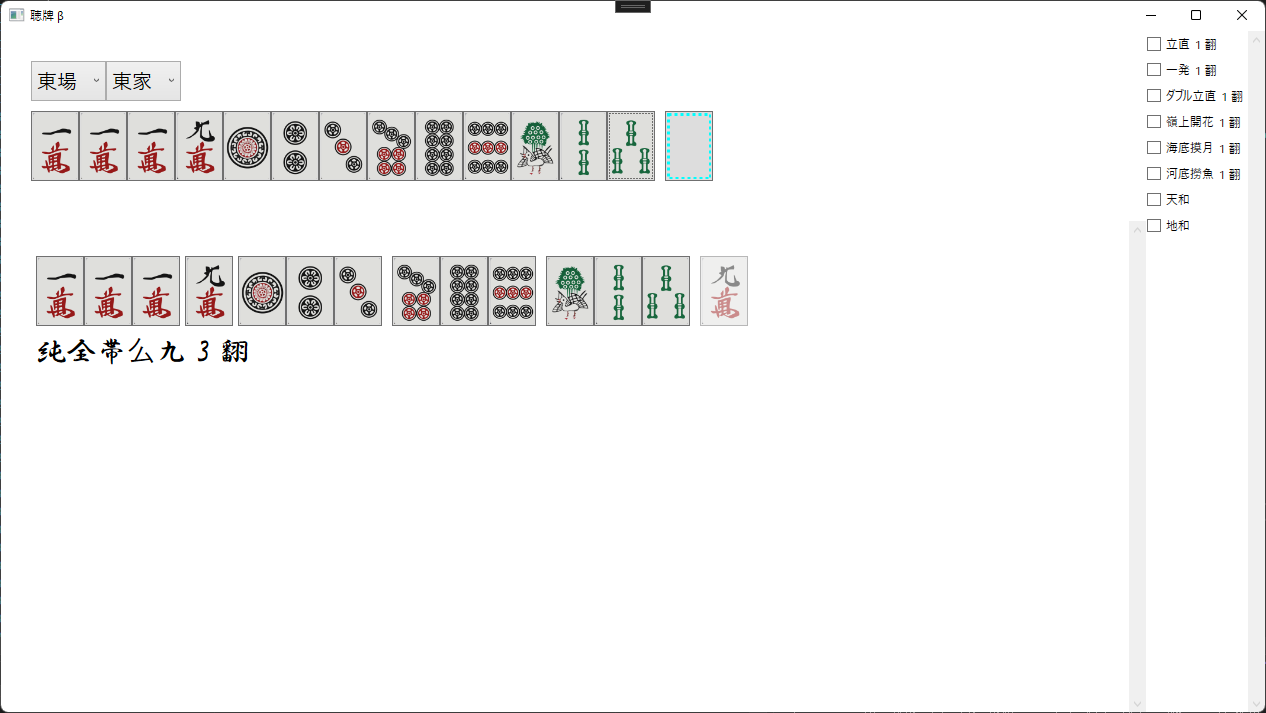 聴牌 β
東場 東家
立直 1 翻
一発 1 翻
ダブル立直 1 翻
嶺上開花 1 翻
海底摸月 1 翻
河底撈魚 1 翻
天和
地和
一萬 一萬 一萬 九萬
一萬 一萬 一萬 九萬 九萬
纯全帯么九 3 翻